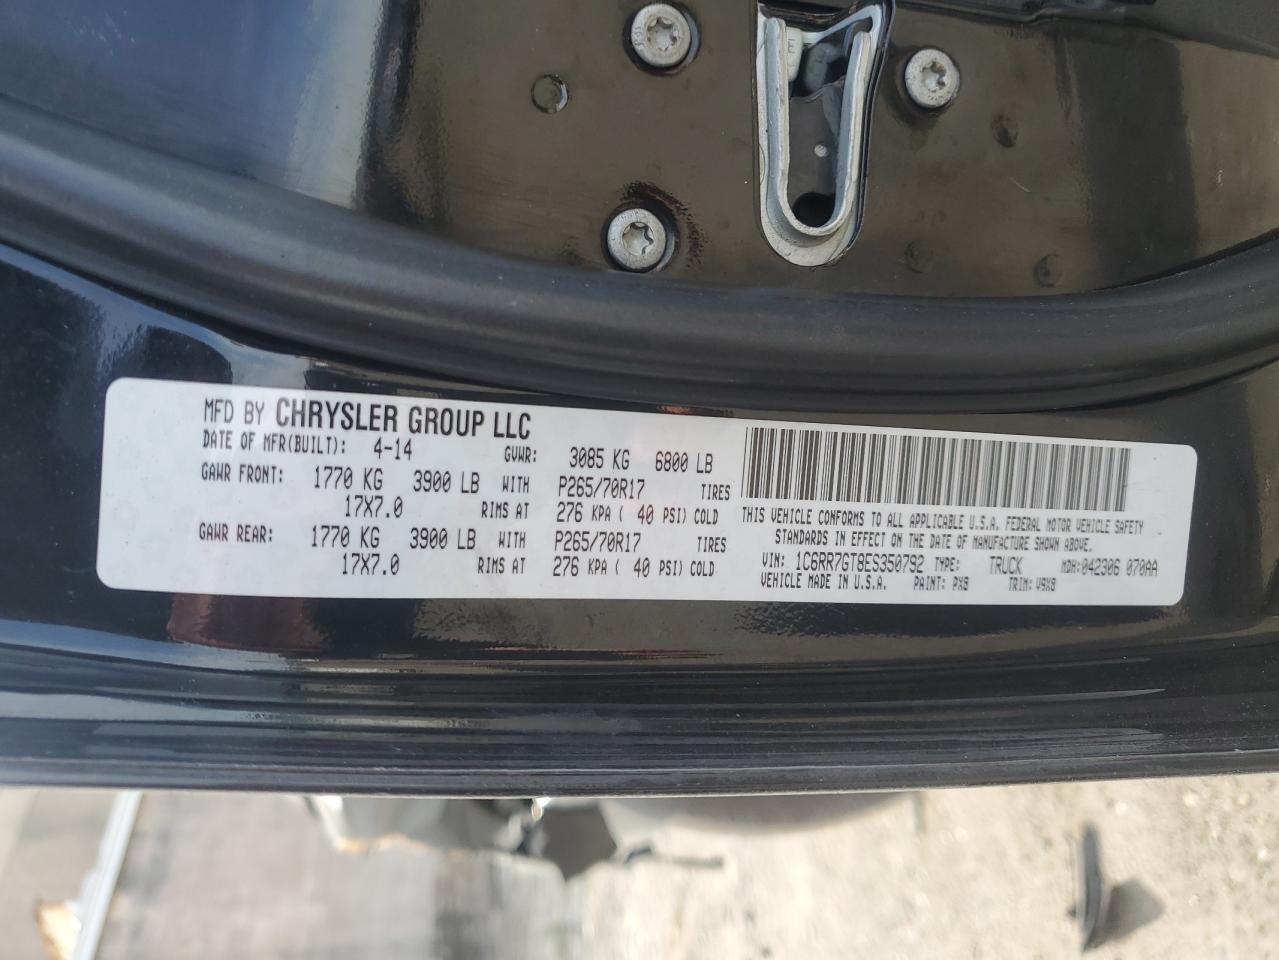 MFD BY CHRYSLER GROUP LLC
DATE OF MFR(BUILT): 4-14 GVWR: 3085 KG 6800 LB
GAWR FRONT: 1770 KG 3900 LB WITH P265/70R17 TIRES
17X7.0 RIMS AT 276 KPA ( 40 PSI) COLD
GAWR REAR: 1770 KG 3900 LB WITH P265/70R17 TIRES
17X7.0 RIMS AT 276 KPA ( 40 PSI) COLD
THIS VEHICLE CONFORMS TO ALL APPLICABLE U.S.A. FEDERAL MOTOR VEHICLE SAFETY
STANDARDS IN EFFECT ON THE DATE OF MANUFACTURE SHOWN ABOVE.
VIN: 1C6RR7GT8ES350792 TYPE: TRUCK MDH: 042306 070AA
VEHICLE MADE IN U.S.A. PAINT: PX8 TRIM: V9X8